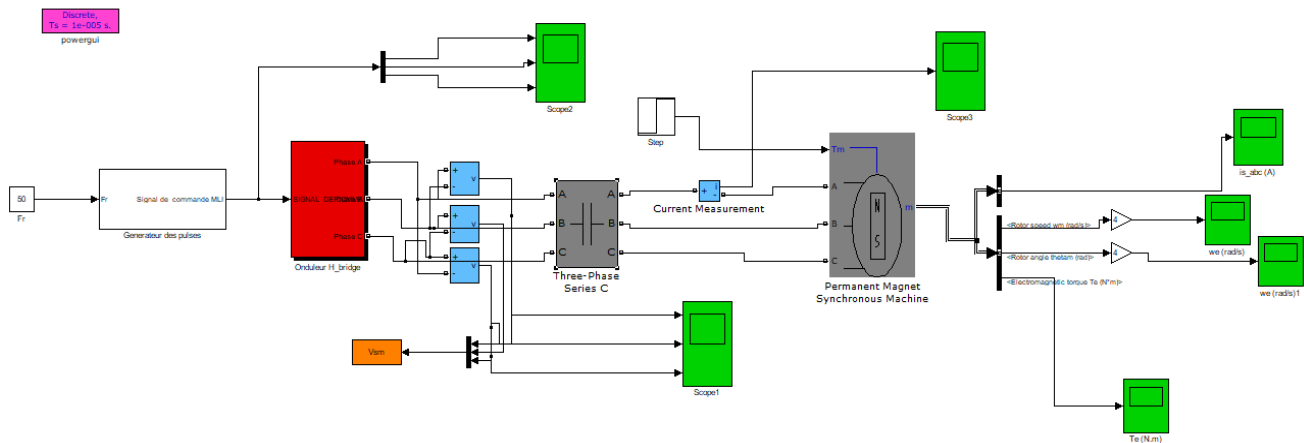 Discrete,
Ts = 1e-005 s.
powergui
Scope2
Scope3
Step
is_abc (A)
50
Fr
Fr
Signal de commande MLI
Generateur des pulses
Phase A
SIGNAL DE
Phase C
Onduleur H_bridge
+
-
v
+
-
v
+
-
v
A
B
C
A
B
C
Three-Phase
Series C
+
-
i
Current Measurement
Tm
A
B
C
N
S
m
Permanent Magnet
Synchronous Machine
<Rotor speed wm (rad/s)>
4
we (rad/s)
<Rotor angle thetam (rad)>
4
we (rad/s)1
<Electromagnetic torque Te (N*m)>
Vsm
Scope1
Te (N.m)